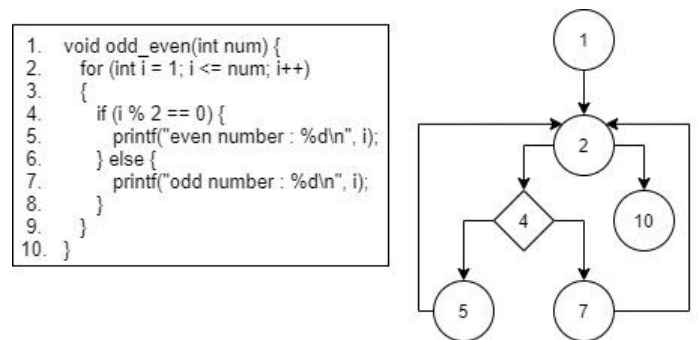 1. void odd_even(int num) {
2. for (int i = 1; i <= num; i++)
3. {
4. if (i % 2 == 0) {
5. printf("even number : %d\n", i);
6. } else {
7. printf("odd number : %d\n", i);
8. }
9. }
10. }
1
2
4
10
5
7